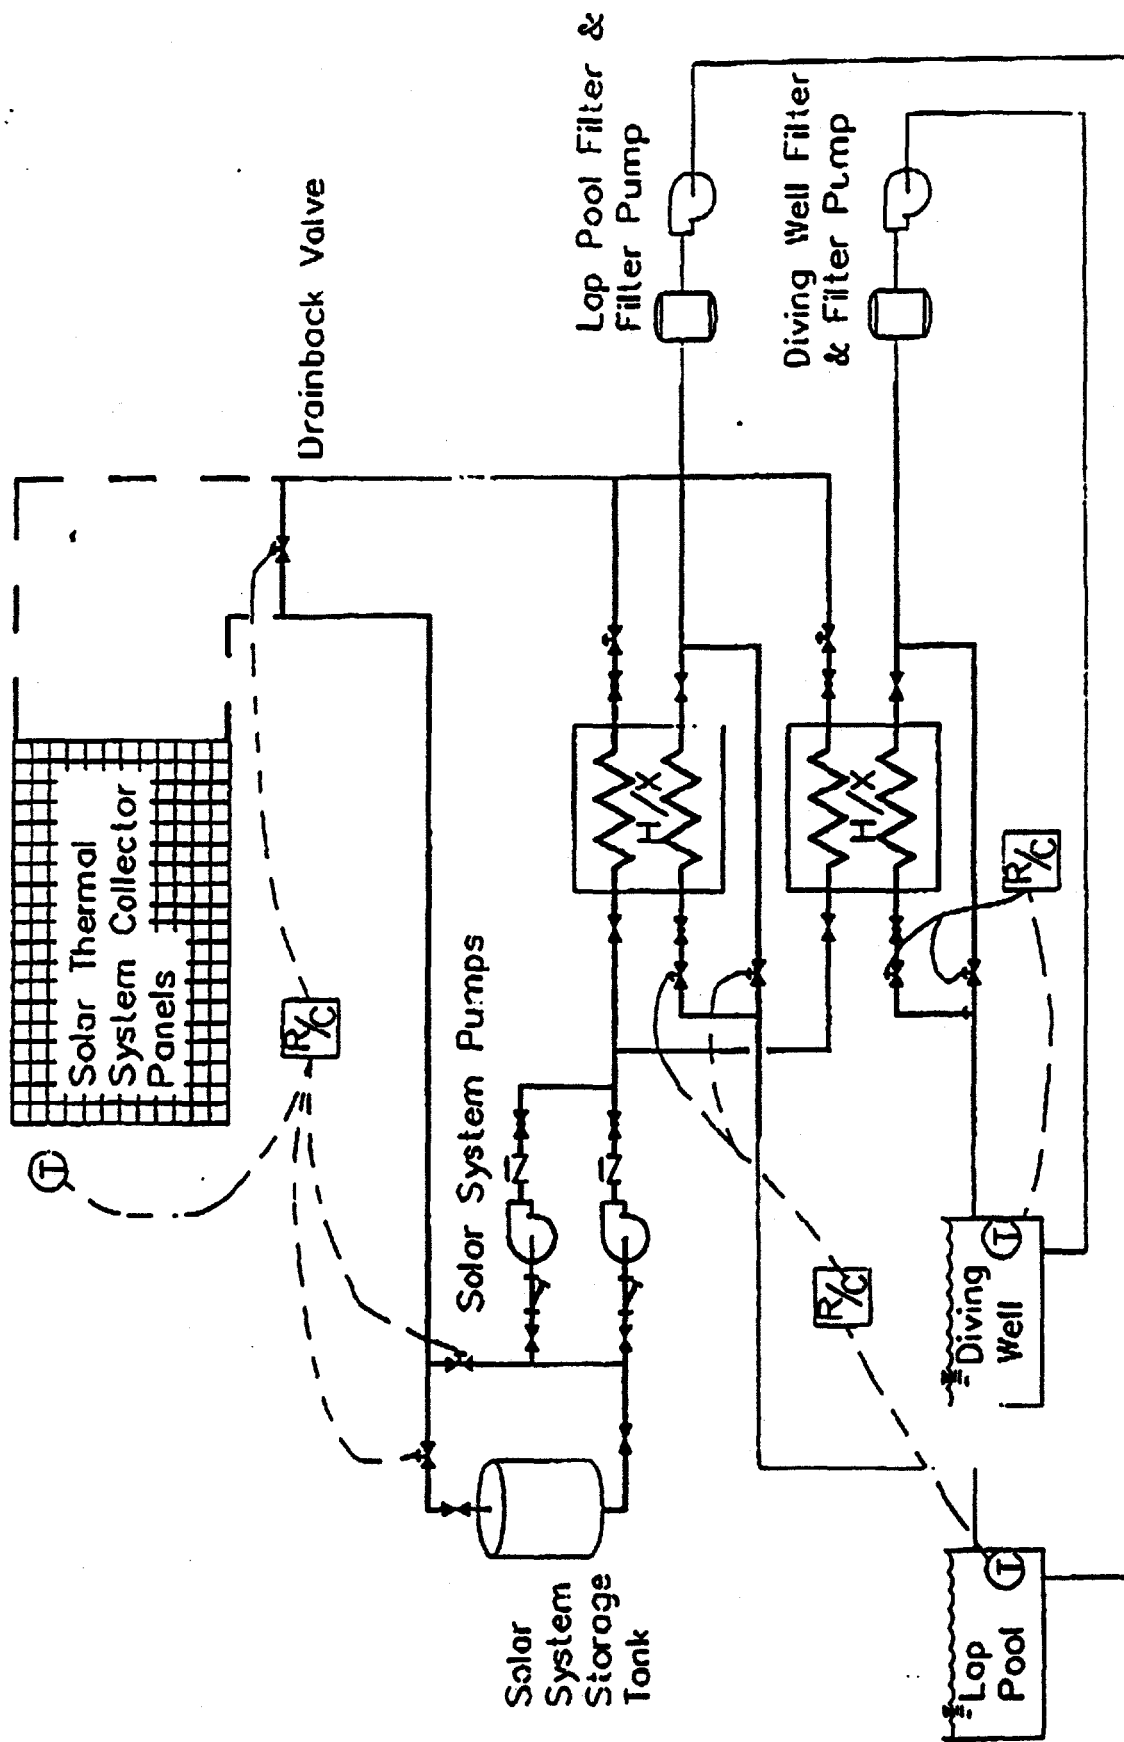 Solar Thermal
System Collector
Panels
Drainback Valve
T
R/C
Solar System Pumps
Solar
System
Storage
Tank
Lap Pool Filter &
Filter Pump
H/X
Diving Well Filter
& Filter Pump
H/X
R/C
R/C
T
Diving
Well
T
Lap
Pool